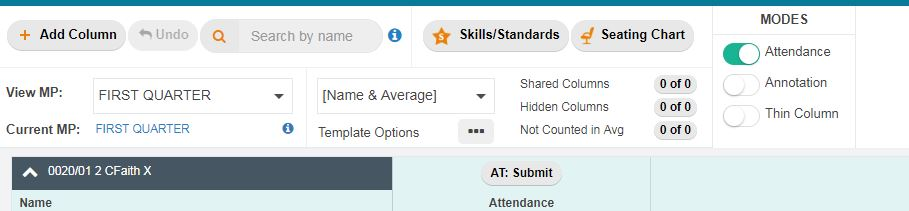 + Add Column
Undo
Search by name
Skills/Standards
Seating Chart
MODES
Attendance
Annotation
Thin Column
View MP:
FIRST QUARTER
Current MP:
FIRST QUARTER
[Name & Average]
Template Options
Shared Columns 0 of 0
Hidden Columns 0 of 0
Not Counted in Avg 0 of 0
0020/01 2 CFaith X
AT: Submit
Name
Attendance